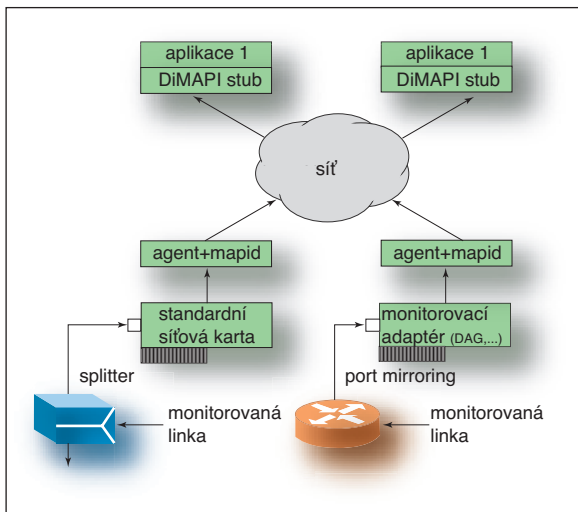 aplikace 1
DiMAPI stub
aplikace 1
DiMAPI stub
síť
agent+mapid
agent+mapid
standardní
síťová karta
monitorovací
adaptér (DAG,...)
splitter
port mirroring
monitorovaná
linka
monitorovaná
linka